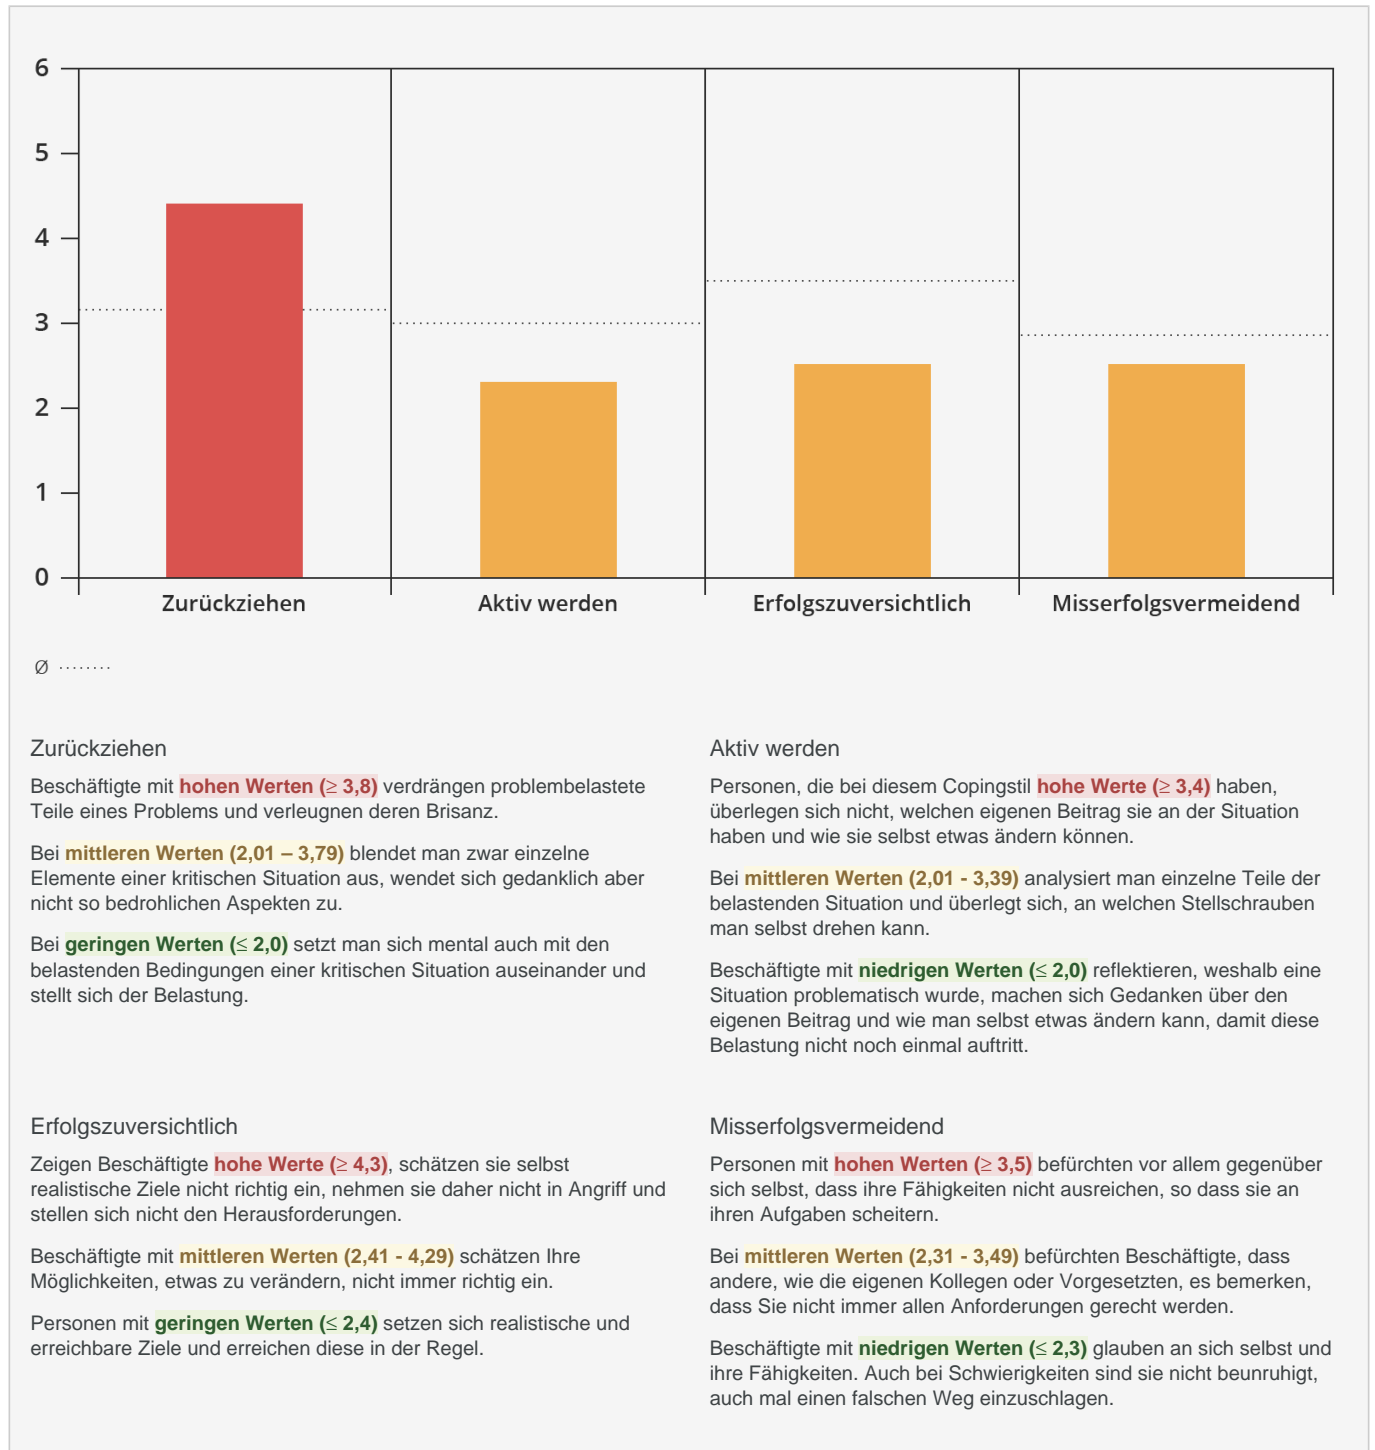 6
5
4
3
2
1
0
Zurückziehen
Aktiv werden
Erfolgszuversichtlich
Misserfolgsvermeidend
Ø ········
Zurückziehen
Beschäftigte mit hohen Werten (≥ 3,8) verdrängen problembelastete
Teile eines Problems und verleugnen deren Brisanz.
Bei mittleren Werten (2,01 – 3,79) blendet man zwar einzelne
Elemente einer kritischen Situation aus, wendet sich gedanklich aber
nicht so bedrohlichen Aspekten zu.
Bei geringen Werten (≤ 2,0) setzt man sich mental auch mit den
belastenden Bedingungen einer kritischen Situation auseinander und
stellt sich der Belastung.
Aktiv werden
Personen, die bei diesem Copingstil hohe Werte (≥ 3,4) haben,
überlegen sich nicht, welchen eigenen Beitrag sie an der Situation
haben und wie sie selbst etwas ändern können.
Bei mittleren Werten (2,01 - 3,39) analysiert man einzelne Teile der
belastenden Situation und überlegt sich, an welchen Stellschrauben
man selbst drehen kann.
Beschäftigte mit niedrigen Werten (≤ 2,0) reflektieren, weshalb eine
Situation problematisch wurde, machen sich Gedanken über den
eigenen Beitrag und wie man selbst etwas ändern kann, damit diese
Belastung nicht noch einmal auftritt.
Erfolgszuversichtlich
Zeigen Beschäftigte hohe Werte (≥ 4,3), schätzen sie selbst
realistische Ziele nicht richtig ein, nehmen sie daher nicht in Angriff und
stellen sich nicht den Herausforderungen.
Beschäftigte mit mittleren Werten (2,41 - 4,29) schätzen Ihre
Möglichkeiten, etwas zu verändern, nicht immer richtig ein.
Personen mit geringen Werten (≤ 2,4) setzen sich realistische und
erreichbare Ziele und erreichen diese in der Regel.
Misserfolgsvermeidend
Personen mit hohen Werten (≥ 3,5) befürchten vor allem gegenüber
sich selbst, dass ihre Fähigkeiten nicht ausreichen, so dass sie an
ihren Aufgaben scheitern.
Bei mittleren Werten (2,31 - 3,49) befürchten Beschäftigte, dass
andere, wie die eigenen Kollegen oder Vorgesetzten, es bemerken,
dass Sie nicht immer allen Anforderungen gerecht werden.
Beschäftigte mit niedrigen Werten (≤ 2,3) glauben an sich selbst und
ihre Fähigkeiten. Auch bei Schwierigkeiten sind sie nicht beunruhigt,
auch mal einen falschen Weg einzuschlagen.